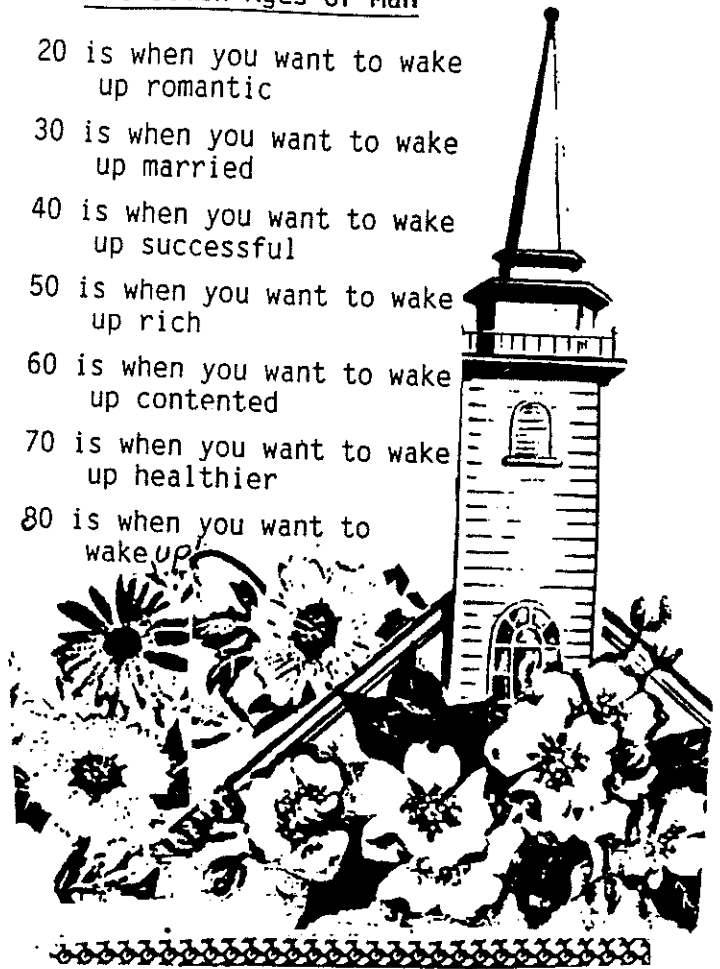 Ages of Man
20 is when you want to wake
up romantic
30 is when you want to wake
up married
40 is when you want to wake
up successful
50 is when you want to wake
up rich
60 is when you want to wake
up contented
70 is when you want to wake
up healthier
80 is when you want to
wake up!